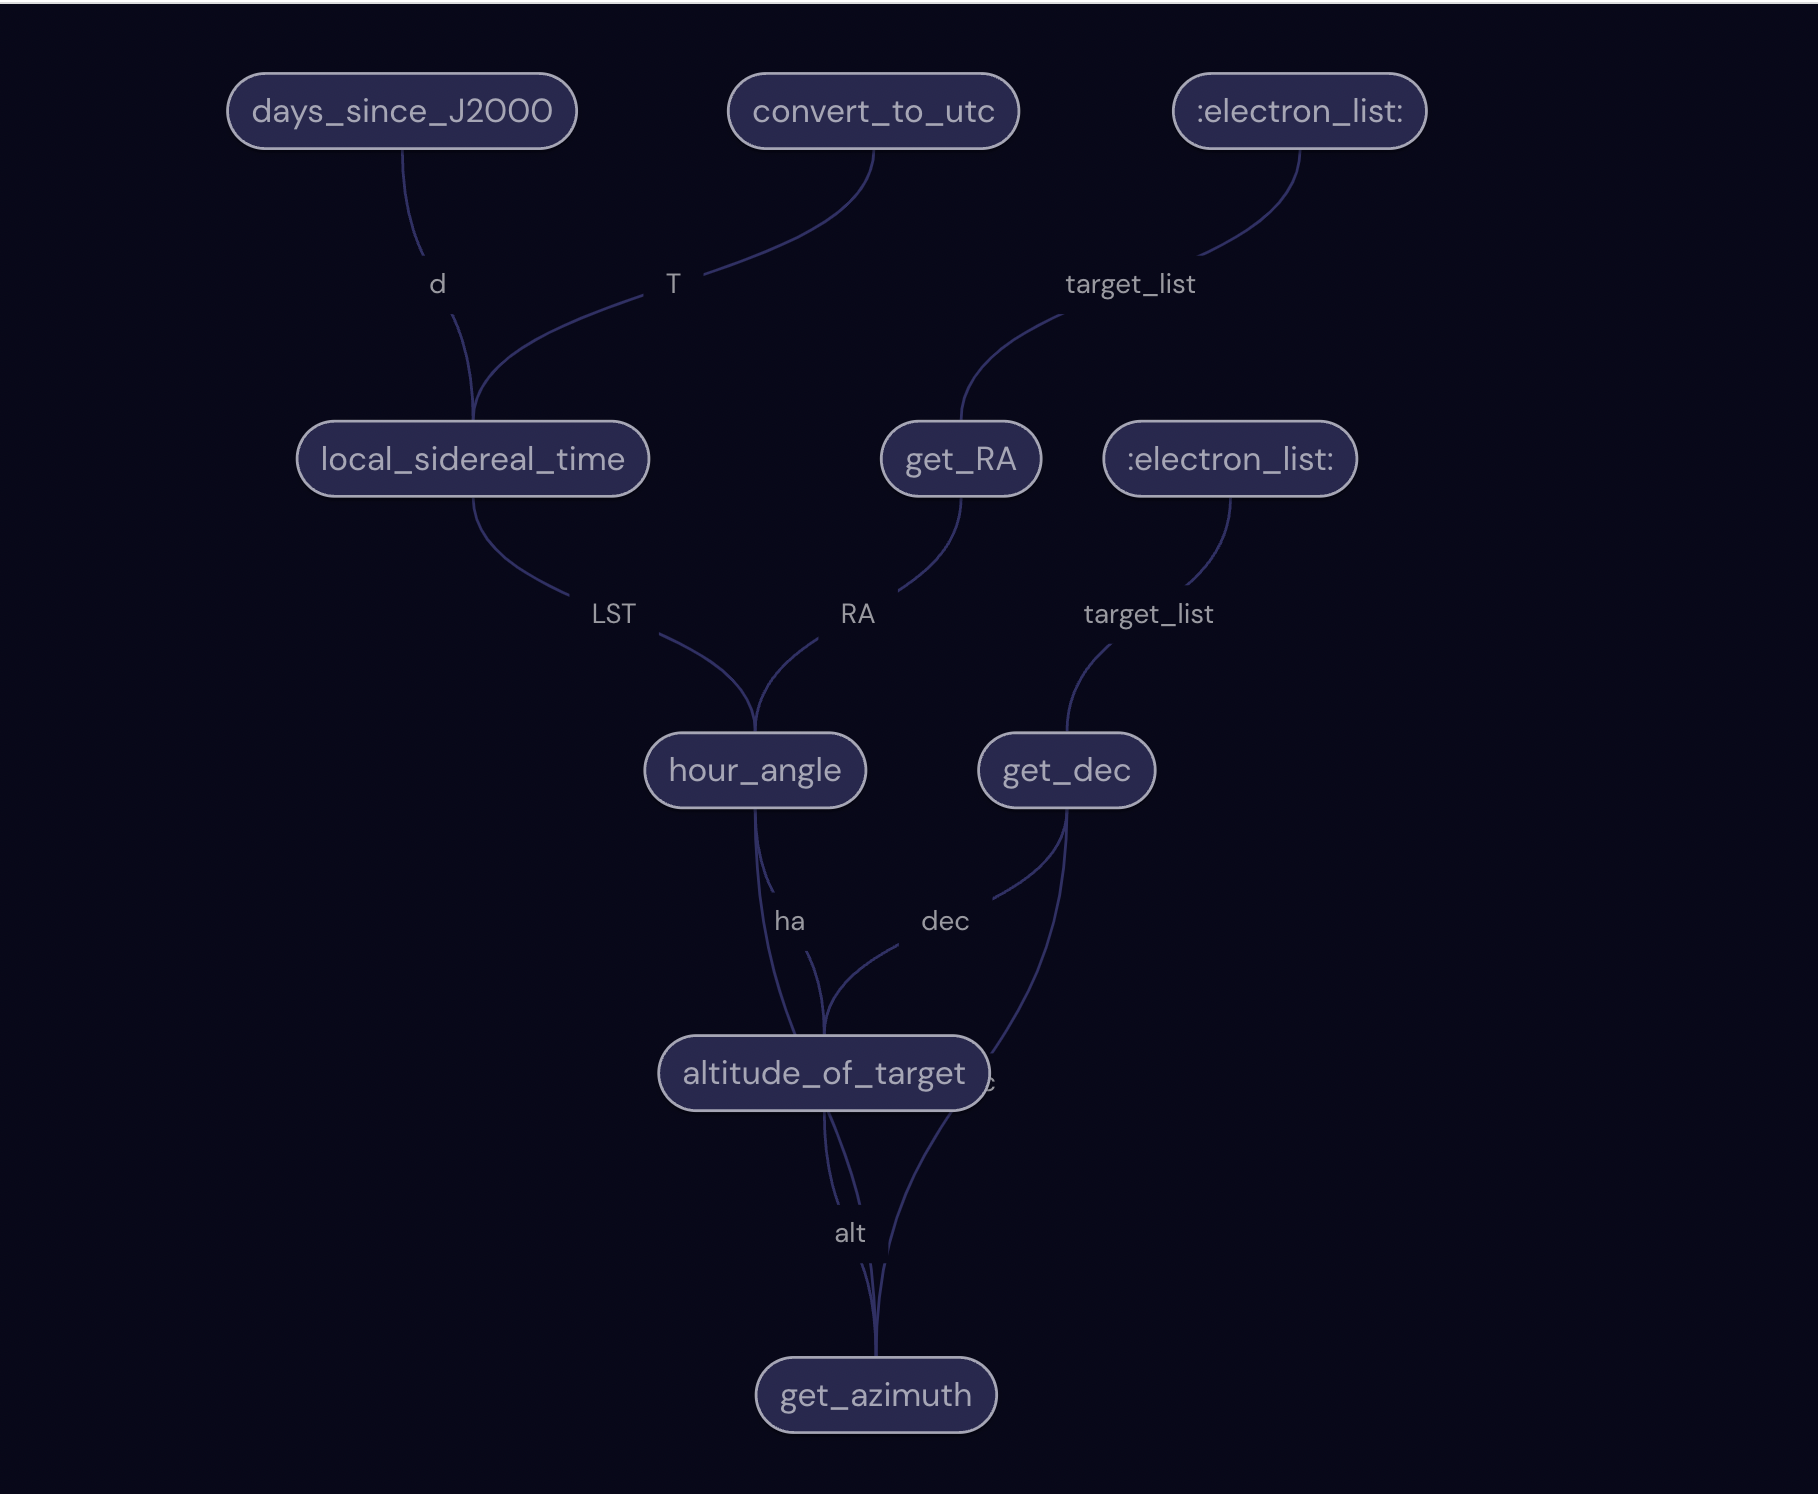 days_since_J2000
convert_to_utc
:electron_list:
d
T
target_list
local_sidereal_time
get_RA
:electron_list:
LST
RA
target_list
hour_angle
get_dec
ha
dec
altitude_of_target
alt
get_azimuth